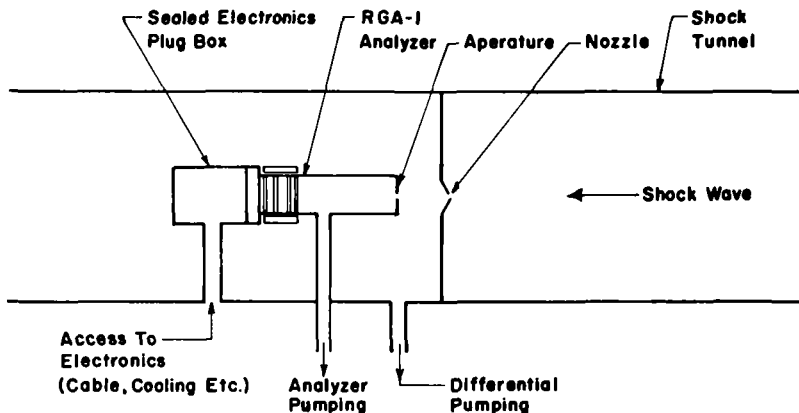 Sealed Electronics
Plug Box
RGA-1
Analyzer
Aperature
Nozzle
Shock
Tunnel
Shock Wave
Access To
Electronics
(Cable, Cooling Etc.)
Analyzer
Pumping
Differential
Pumping